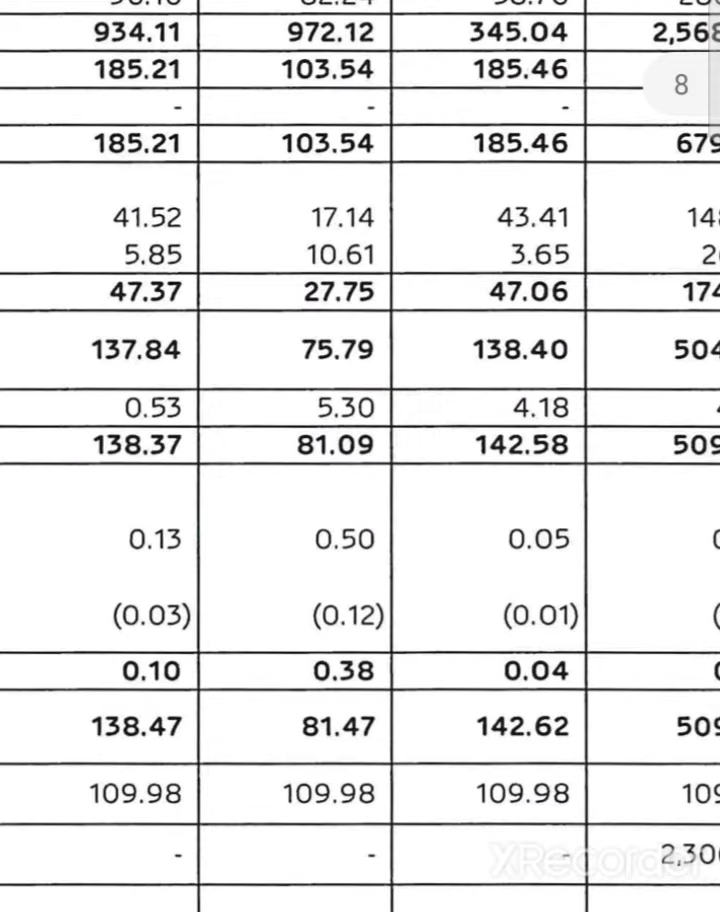 934.11 972.12 345.04 2,568
185.21 103.54 185.46
8
- - -
185.21 103.54 185.46 679
41.52 17.14 43.41 148
5.85 10.61 3.65
47.37 27.75 47.06 174
137.84 75.79 138.40 504
0.53 5.30 4.18
138.37 81.09 142.58 509
0.13 0.50 0.05
(0.03) (0.12) (0.01) (
0.10 0.38 0.04
138.47 81.47 142.62 509
109.98 109.98 109.98 109
- - - 2,300
XRecorder